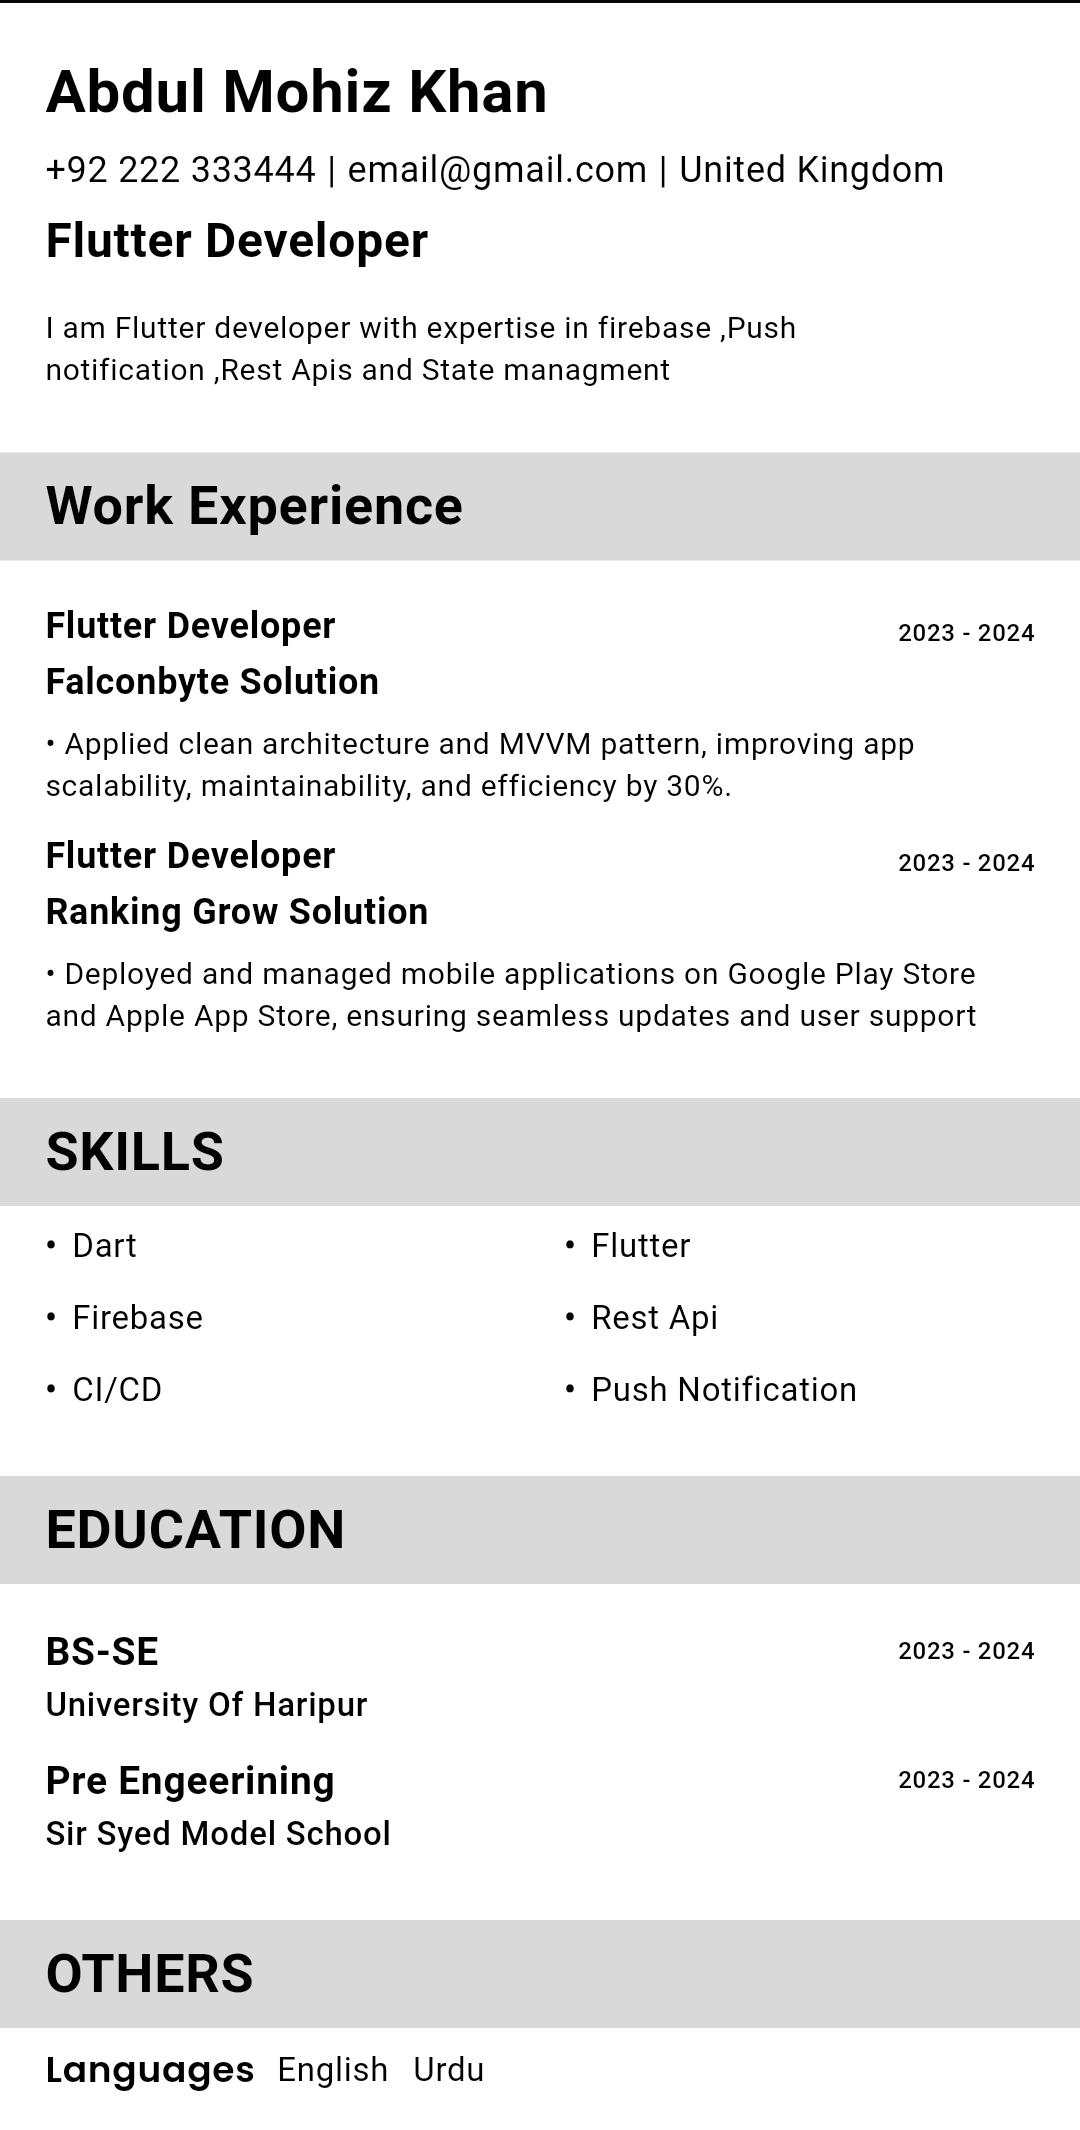 Abdul Mohiz Khan
+92 222 333444 | email@gmail.com | United Kingdom
Flutter Developer
I am Flutter developer with expertise in firebase ,Push
notification ,Rest Apis and State managment
Work Experience
Flutter Developer 2023 - 2024
Falconbyte Solution
• Applied clean architecture and MVVM pattern, improving app
scalability, maintainability, and efficiency by 30%.
Flutter Developer 2023 - 2024
Ranking Grow Solution
• Deployed and managed mobile applications on Google Play Store
and Apple App Store, ensuring seamless updates and user support
SKILLS
• Dart • Flutter
• Firebase • Rest Api
• CI/CD • Push Notification
EDUCATION
BS-SE 2023 - 2024
University Of Haripur
Pre Engeerining 2023 - 2024
Sir Syed Model School
OTHERS
Languages English Urdu